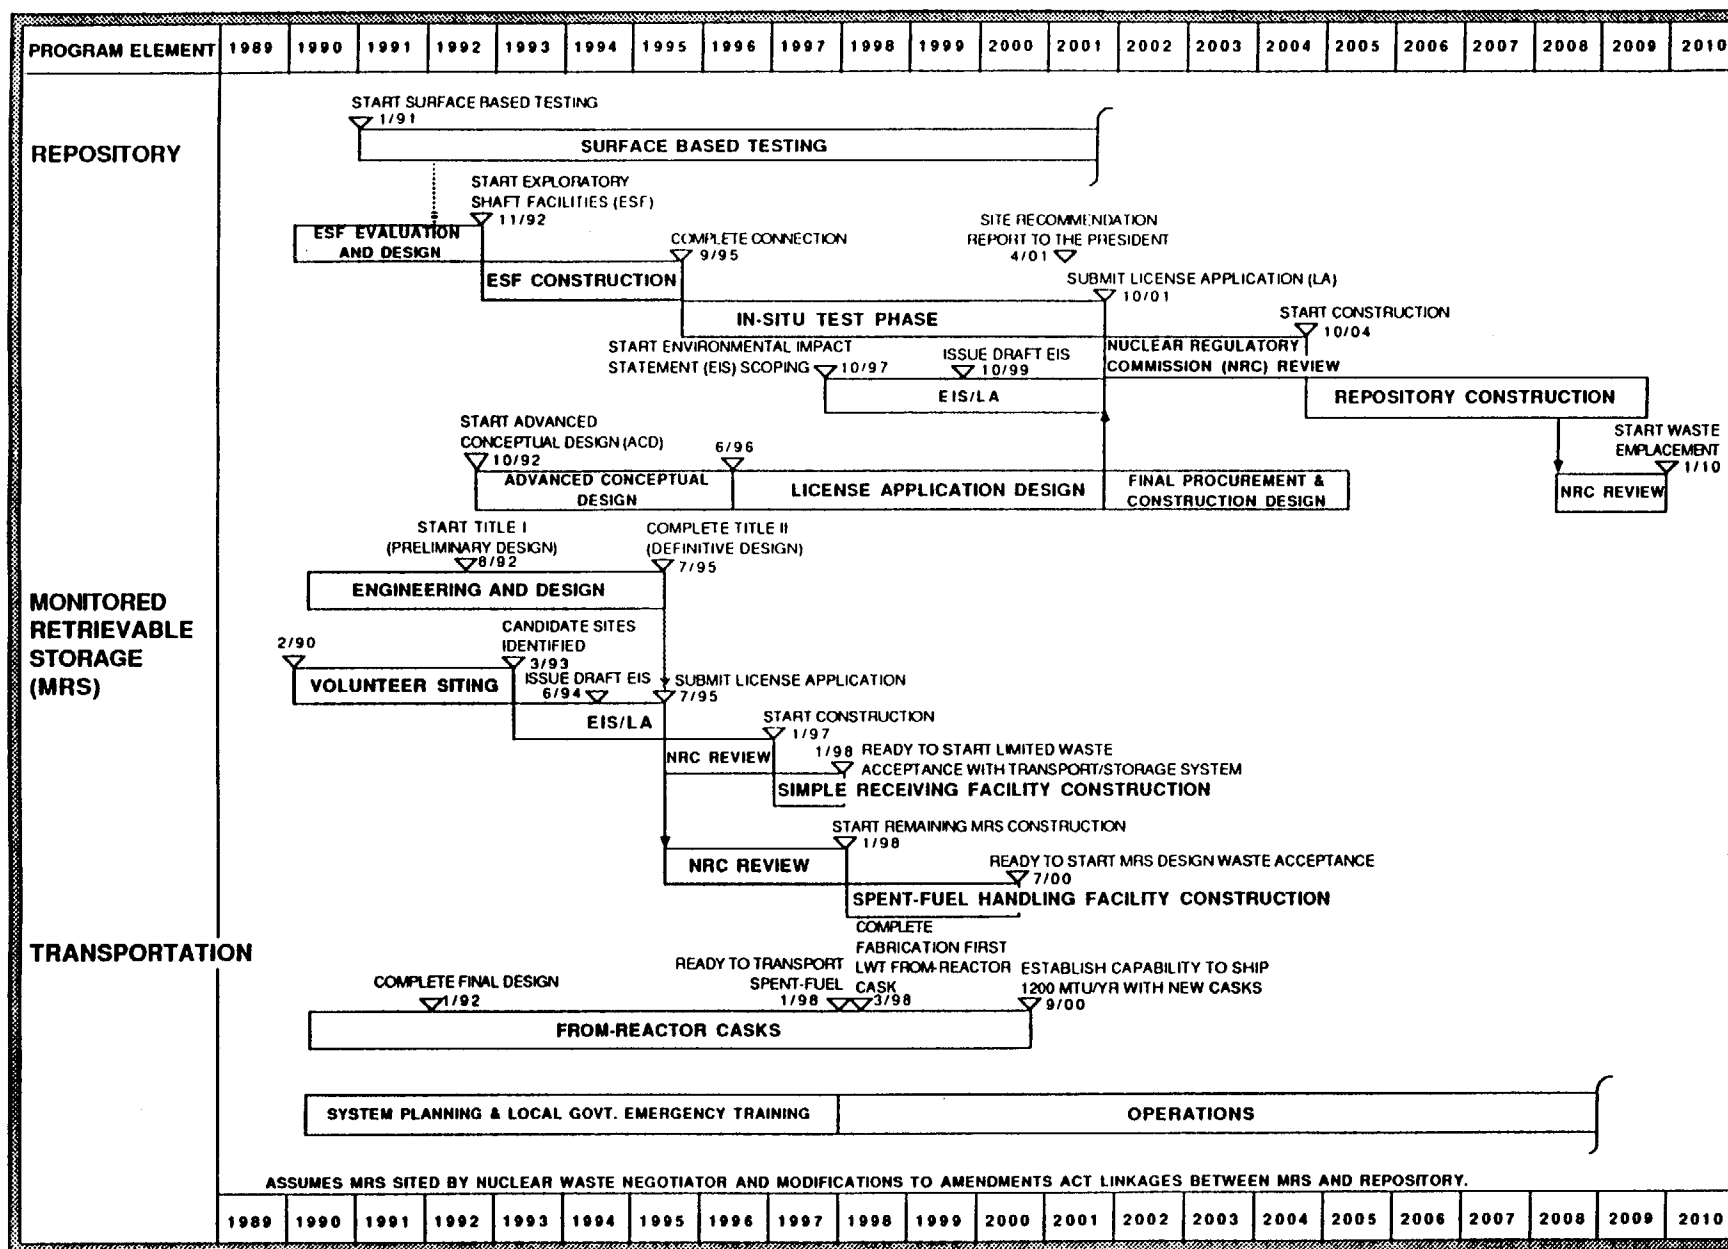 PROGRAM ELEMENT 1989 1990 1991 1992 1993 1994 1995 1996 1997 1998 1999 2000 2001 2002 2003 2004 2005 2006 2007 2008 2009 2010
REPOSITORY
START SURFACE BASED TESTING
1/91
SURFACE BASED TESTING
START EXPLORATORY
SHAFT FACILITIES (ESF)
11/92
ESF EVALUATION
AND DESIGN
COMPLETE CONNECTION
9/95
ESF CONSTRUCTION
SITE RECOMMENDATION
REPORT TO THE PRESIDENT
4/01
SUBMIT LICENSE APPLICATION (LA)
10/01
IN-SITU TEST PHASE
START CONSTRUCTION
10/04
START ENVIRONMENTAL IMPACT
STATEMENT (EIS) SCOPING
10/97
ISSUE DRAFT EIS
10/99
NUCLEAR REGULATORY
COMMISSION (NRC) REVIEW
EIS/LA
REPOSITORY CONSTRUCTION
START ADVANCED
CONCEPTUAL DESIGN (ACD)
10/92
6/96
START WASTE
EMPLACEMENT
1/10
ADVANCED CONCEPTUAL
DESIGN
LICENSE APPLICATION DESIGN
FINAL PROCUREMENT &
CONSTRUCTION DESIGN
NRC REVIEW
MONITORED
RETRIEVABLE
STORAGE
(MRS)
START TITLE I
(PRELIMINARY DESIGN)
8/92
COMPLETE TITLE II
(DEFINITIVE DESIGN)
7/95
ENGINEERING AND DESIGN
2/90
CANDIDATE SITES
IDENTIFIED
3/93
VOLUNTEER SITING
ISSUE DRAFT EIS
6/94
SUBMIT LICENSE APPLICATION
7/95
EIS/LA
START CONSTRUCTION
1/97
NRC REVIEW
1/98 READY TO START LIMITED WASTE
ACCEPTANCE WITH TRANSPORT/STORAGE SYSTEM
SIMPLE RECEIVING FACILITY CONSTRUCTION
START REMAINING MRS CONSTRUCTION
1/98
NRC REVIEW
READY TO START MRS DESIGN WASTE ACCEPTANCE
7/00
SPENT-FUEL HANDLING FACILITY CONSTRUCTION
TRANSPORTATION
COMPLETE FINAL DESIGN
1/92
READY TO TRANSPORT
SPENT-FUEL
1/98
COMPLETE
FABRICATION FIRST
LWT FROM-REACTOR
CASK
3/98
ESTABLISH CAPABILITY TO SHIP
1200 MTU/YR WITH NEW CASKS
9/00
FROM-REACTOR CASKS
SYSTEM PLANNING & LOCAL GOVT. EMERGENCY TRAINING
OPERATIONS
ASSUMES MRS SITED BY NUCLEAR WASTE NEGOTIATOR AND MODIFICATIONS TO AMENDMENTS ACT LINKAGES BETWEEN MRS AND REPOSITORY.
1989 1990 1991 1992 1993 1994 1995 1996 1997 1998 1999 2000 2001 2002 2003 2004 2005 2006 2007 2008 2009 2010